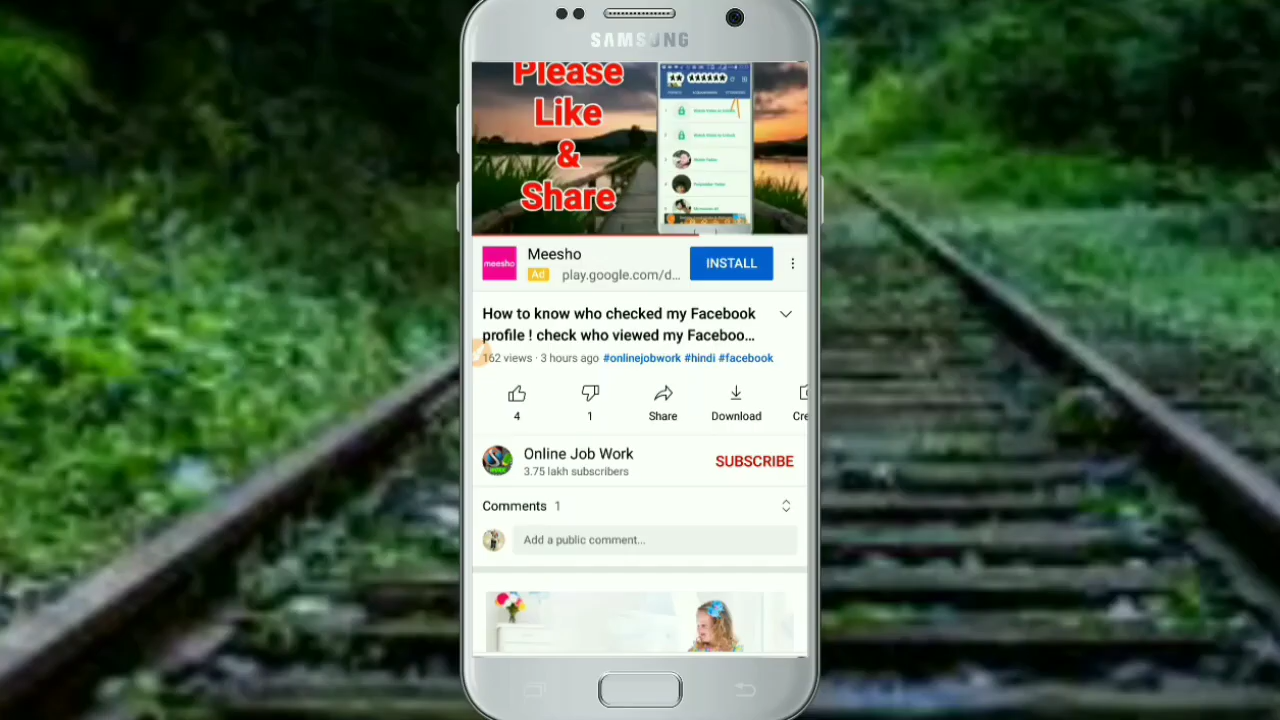 SAMSUNG
Please
Like
&
Share
meesho
Meesho
Ad play.google.com/d...
INSTALL
How to know who checked my Facebook
profile ! check who viewed my Faceboo...
162 views · 3 hours ago #onlinejobwork #hindi #facebook
4
1
Share
Download
Cre
Online Job Work
3.75 lakh subscribers
SUBSCRIBE
Comments 1
Add a public comment...